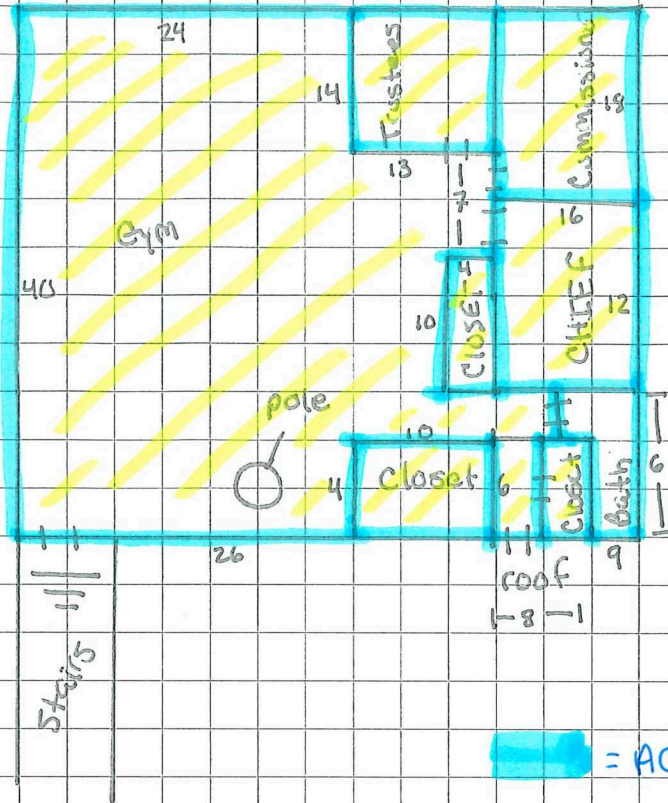 24
Trustees
14
Commissions
18
13
7
16
Gym
40
4
CHIEF
12
10
CLOSET
pole
10
4
Closet
6
Closet
Bath
6
26
9
roof
8
Stairs
= AC